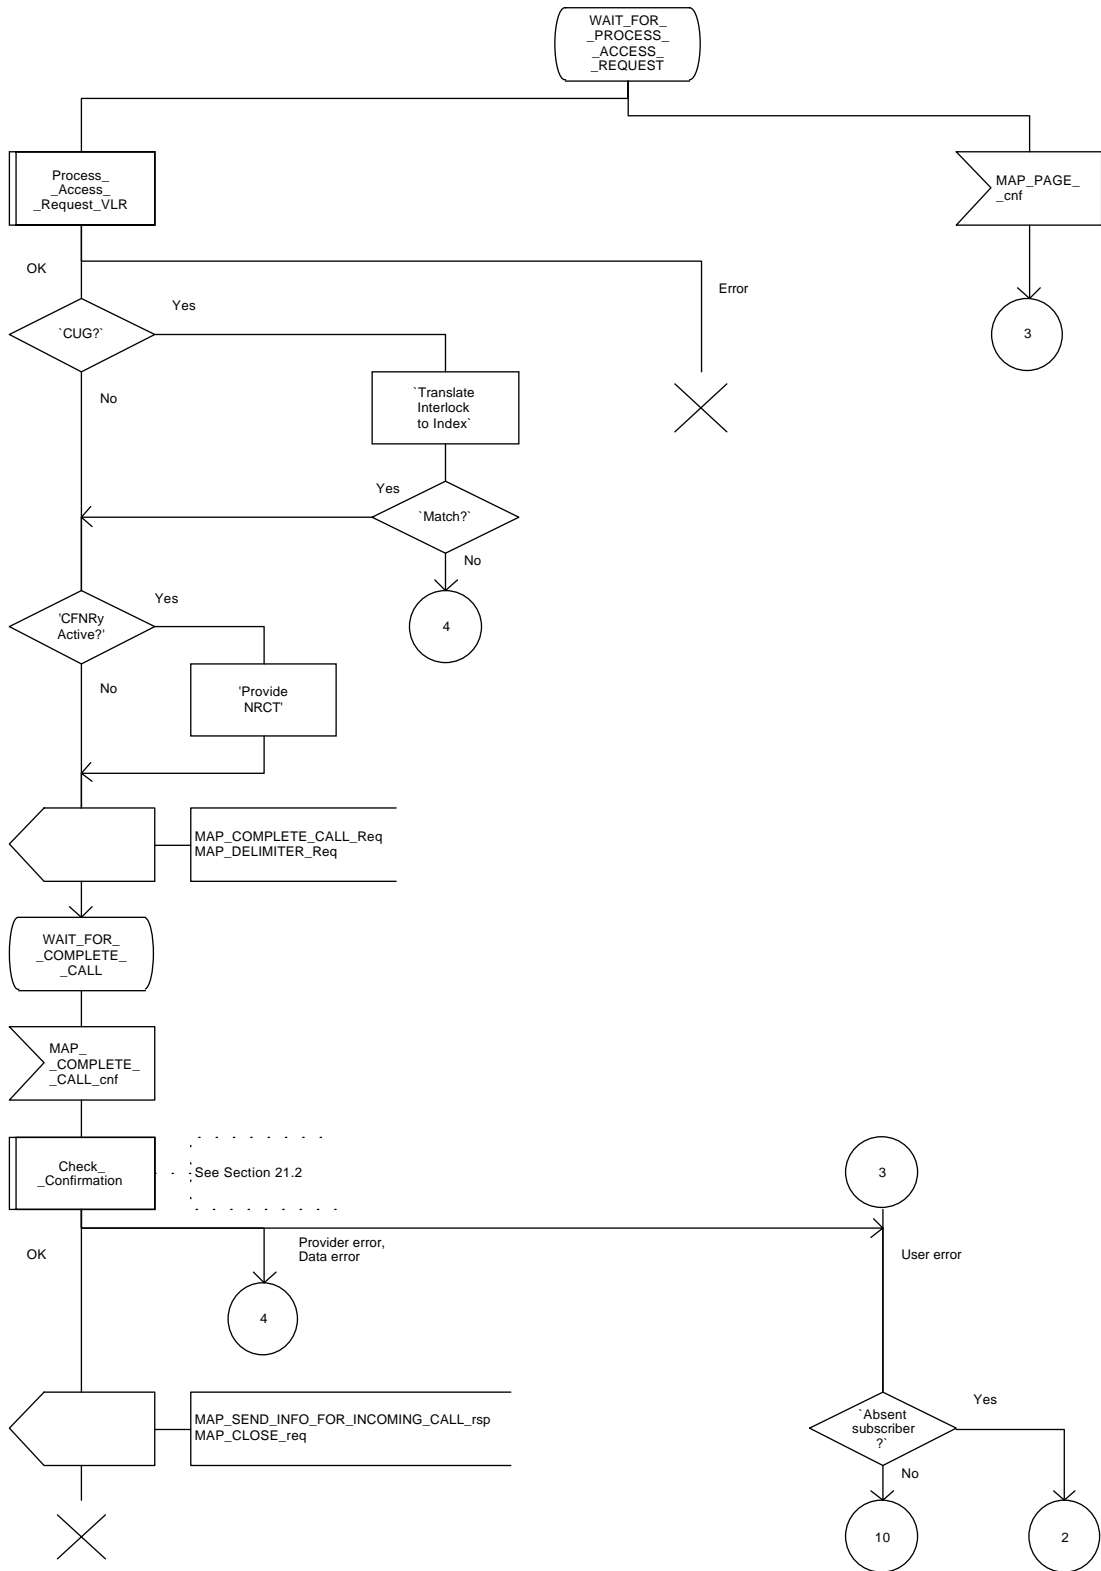 WAIT_FOR_
_PROCESS_
_ACCESS_
_REQUEST
Process_
_Access_
_Request_VLR
MAP_PAGE_
_cnf
OK
Error
Yes
`CUG?`
3
No
`Translate
Interlock
to Index`
Yes
`Match?`
No
Yes
'CFNRy
Active?'
4
No
'Provide
NRCT'
MAP_COMPLETE_CALL_Req
MAP_DELIMITER_Req
WAIT_FOR_
_COMPLETE_
_CALL
MAP_
_COMPLETE_
_CALL_cnf
Check_
_Confirmation
See Section 21.2
3
OK
Provider error,
Data error
User error
4
MAP_SEND_INFO_FOR_INCOMING_CALL_rsp
MAP_CLOSE_req
`Absent
subscriber
?`
Yes
No
10
2